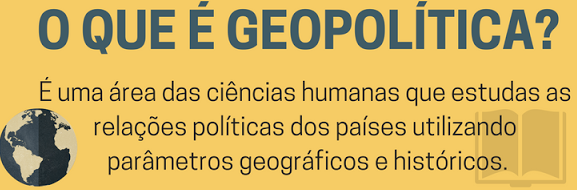 O QUE É GEOPOLÍTICA?
É uma área das ciências humanas que estudas as
relações políticas dos países utilizando
parâmetros geográficos e históricos.